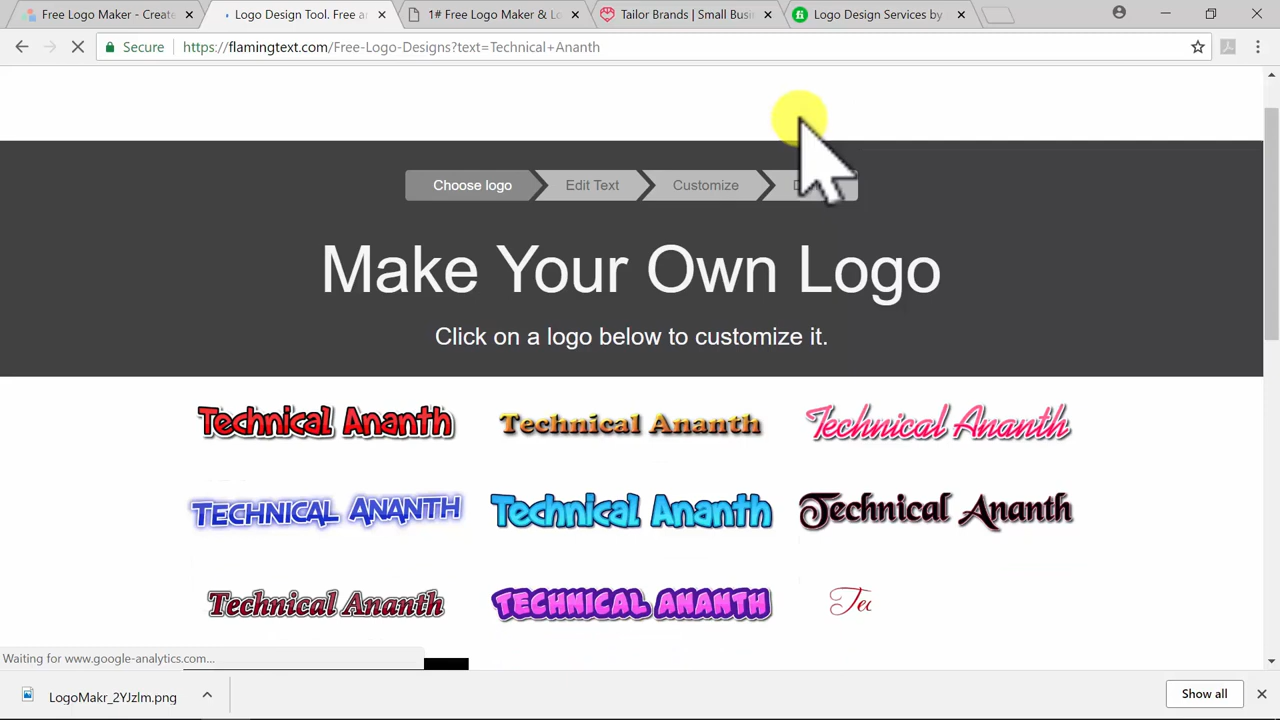 Free Logo Maker - Create
Logo Design Tool. Free an
1# Free Logo Maker & Lo
Tailor Brands | Small Busin
Logo Design Services by
Secure
https://flamingtext.com/Free-Logo-Designs?text=Technical+Ananth
Choose logo
Edit Text
Customize
Make Your Own Logo
Click on a logo below to customize it.
Technical Ananth
Technical Ananth
Technical Ananth
TECHNICAL ANANTH
Technical Ananth
Technical Ananth
Technical Ananth
TECHNICAL ANANTH
Tec
Waiting for www.google-analytics.com...
LogoMakr_2YJzlm.png
Show all